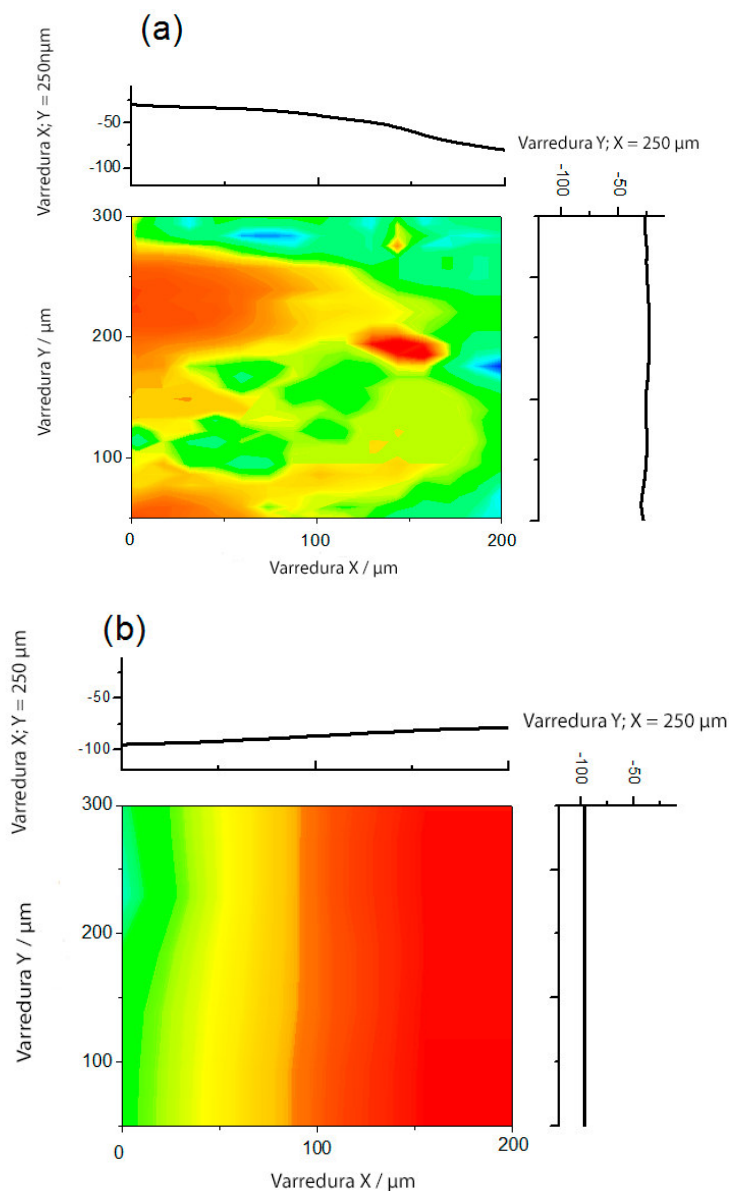 (a)
Varredura X; Y = 250nµm
-50
-100
Varredura Y; X = 250 µm
-100
-50
300
200
100
Varredura Y / µm
0
100
200
Varredura X / µm
(b)
Varredura X; Y = 250 µm
-50
-100
Varredura Y; X = 250 µm
-100
-50
300
200
100
Varredura Y / µm
0
100
200
Varredura X / µm